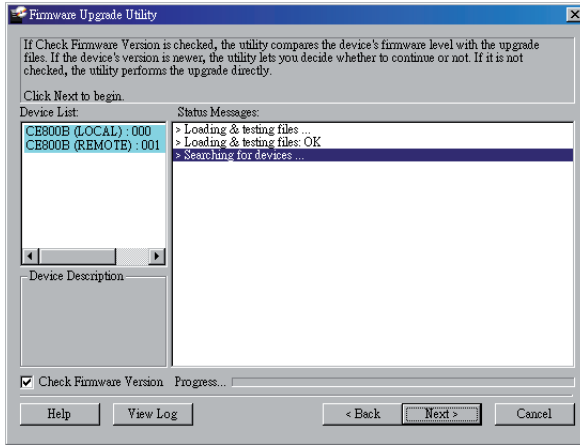 Firmware Upgrade Utility
If Check Firmware Version is checked, the utility compares the device's firmware level with the upgrade
files. If the device's version is newer, the utility lets you decide whether to continue or not. If it is not
checked, the utility performs the upgrade directly.
Click Next to begin.
Device List:
CE800B (LOCAL) : 000
CE800B (REMOTE) : 001
Status Messages:
> Loading & testing files ...
> Loading & testing files: OK
> Searching for devices ...
Device Description
Check Firmware Version
Progress...
Help
View Log
< Back
Next >
Cancel